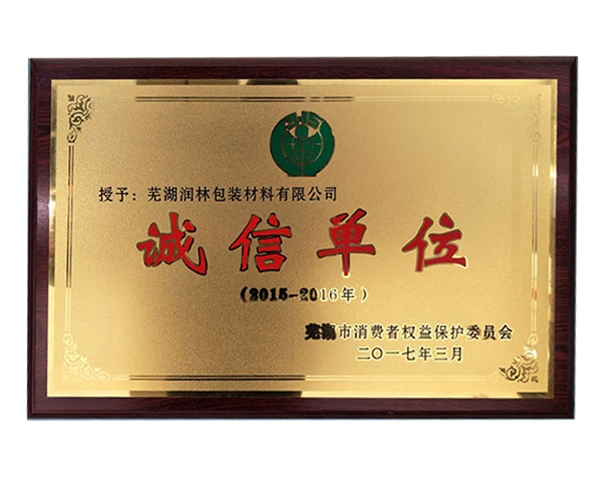 授予：芜湖润林包装材料有限公司
诚信单位
（2015-2016年）
芜湖市消费者权益保护委员会
二〇一七年三月